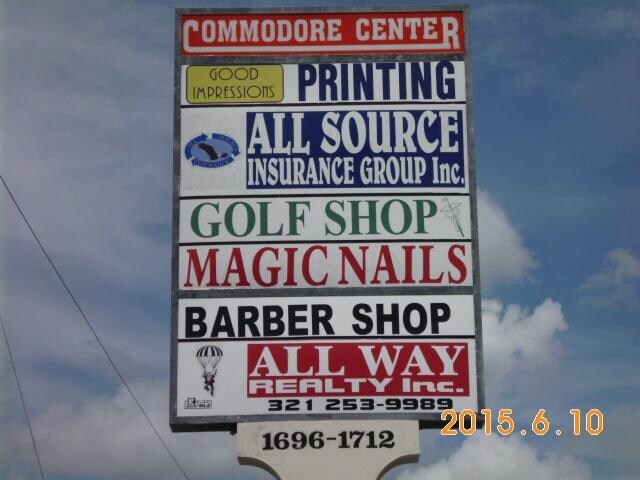 COMMODORE CENTER
GOOD
IMPRESSIONS
PRINTING
ALL SOURCE
INSURANCE GROUP Inc.
GOLF SHOP
MAGIC NAILS
BARBER SHOP
ALL WAY
REALTY Inc.
MLS
321 253-9989
1696-1712
2015.6.10